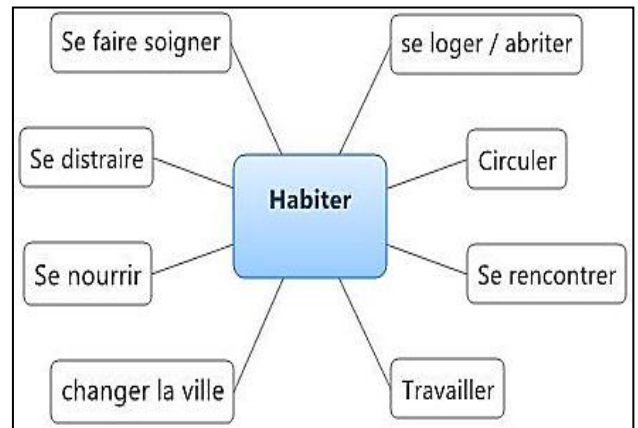 Se faire soigner
se loger / abriter
Se distraire
Circuler
Habiter
Se nourrir
Se rencontrer
changer la ville
Travailler